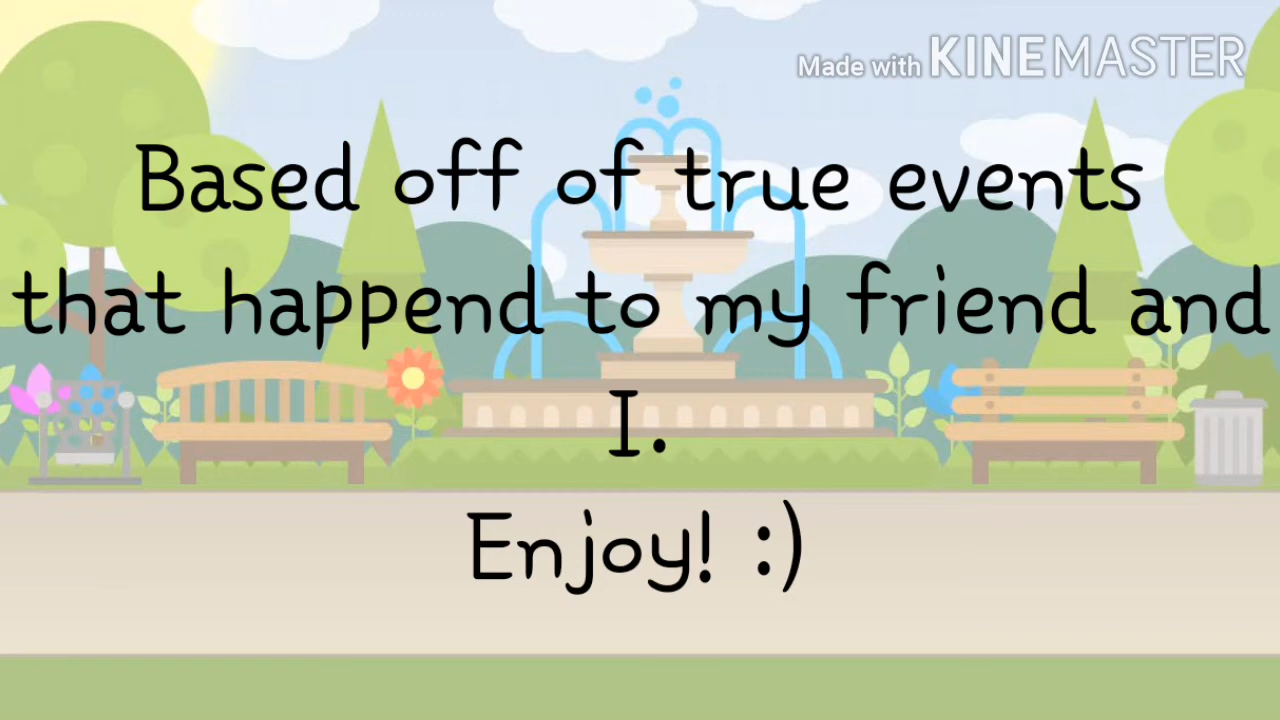 Made with KINEMASTER
Based off of true events
that happend to my friend and
I.
Enjoy! :)